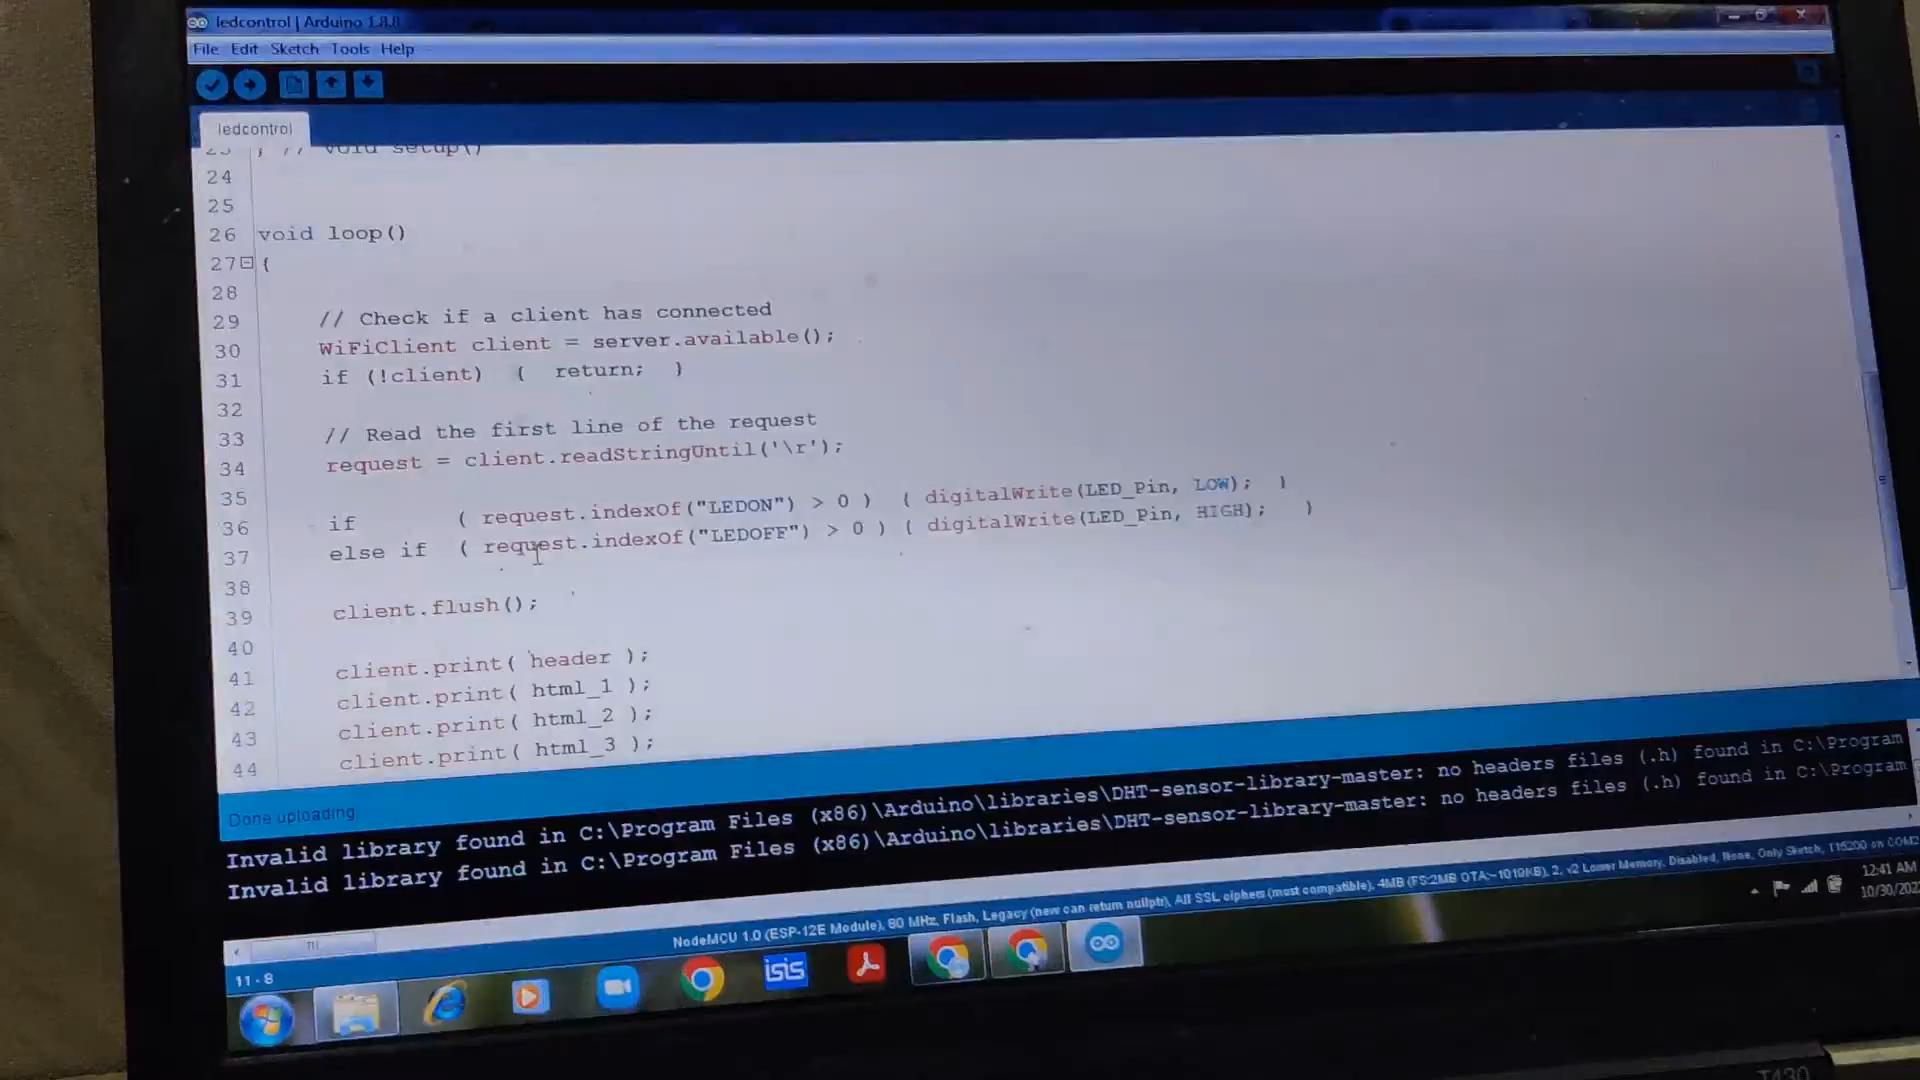 ledcontrol | Arduino 1.8.8
File Edit Sketch Tools Help
ledcontrol
23 } // void setup()
24
25
26 void loop()
27 {
28
29 // Check if a client has connected
30 WiFiClient client = server.available();
31 if (!client) { return; }
32
33 // Read the first line of the request
34 request = client.readStringUntil('\r');
35
36 if ( request.indexOf("LEDON") > 0 ) { digitalWrite(LED_Pin, LOW); }
37 else if ( request.indexOf("LEDOFF") > 0 ) { digitalWrite(LED_Pin, HIGH); }
38
39 client.flush();
40
41 client.print( header );
42 client.print( html_1 );
43 client.print( html_2 );
44 client.print( html_3 );
Done uploading.
Invalid library found in C:\Program Files (x86)\Arduino\libraries\DHT-sensor-library-master: no headers files (.h) found in C:\Program
Invalid library found in C:\Program Files (x86)\Arduino\libraries\DHT-sensor-library-master: no headers files (.h) found in C:\Program
11 - 8
NodeMCU 1.0 (ESP-12E Module), 80 MHz, Flash, Legacy (new can return nullptr), All SSL ciphers (most compatible), 4MB (FS:2MB OTA:~1019KB), 2, v2 Lower Memory, Disabled, None, Only Sketch, 115200 on COM2
isis
12:41 AM
10/30/202
T430